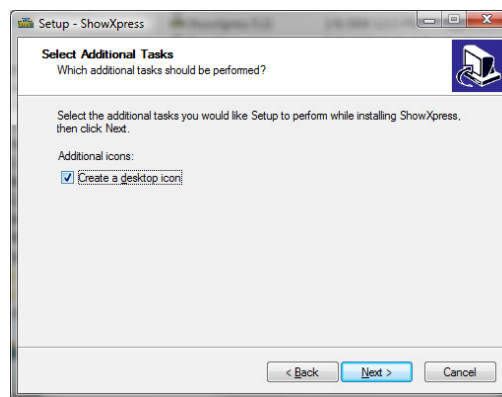 Setup - ShowXpress
Select Additional Tasks
Which additional tasks should be performed?
Select the additional tasks you would like Setup to perform while installing ShowXpress,
then click Next.
Additional icons:
Create a desktop icon
< Back
Next >
Cancel